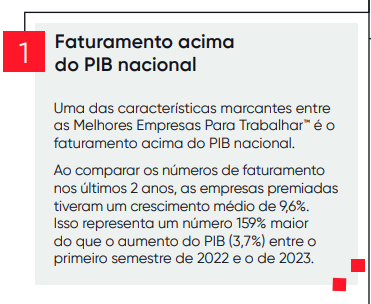 1
Faturamento acima
do PIB nacional
Uma das características marcantes entre
as Melhores Empresas Para Trabalhar™ é o
faturamento acima do PIB nacional.
Ao comparar os números de faturamento
nos últimos 2 anos, as empresas premiadas
tiveram um crescimento médio de 9,6%.
Isso representa um número 159% maior
do que o aumento do PIB (3,7%) entre o
primeiro semestre de 2022 e o de 2023.